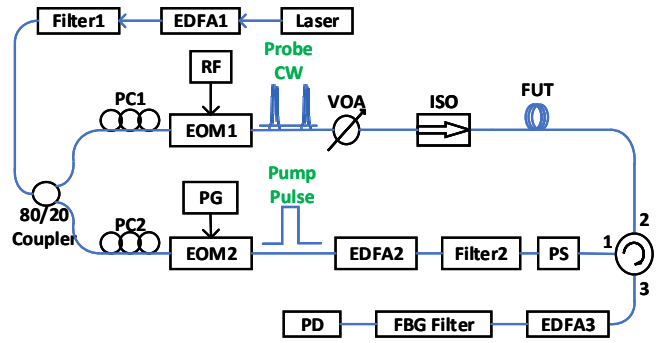 Filter1
EDFA1
Laser
Probe
CW
RF
PC1
EOM1
VOA
ISO
FUT
80/20
Coupler
PG
PC2
EOM2
Pump
Pulse
EDFA2
Filter2
PS
1
2
3
PD
FBG Filter
EDFA3